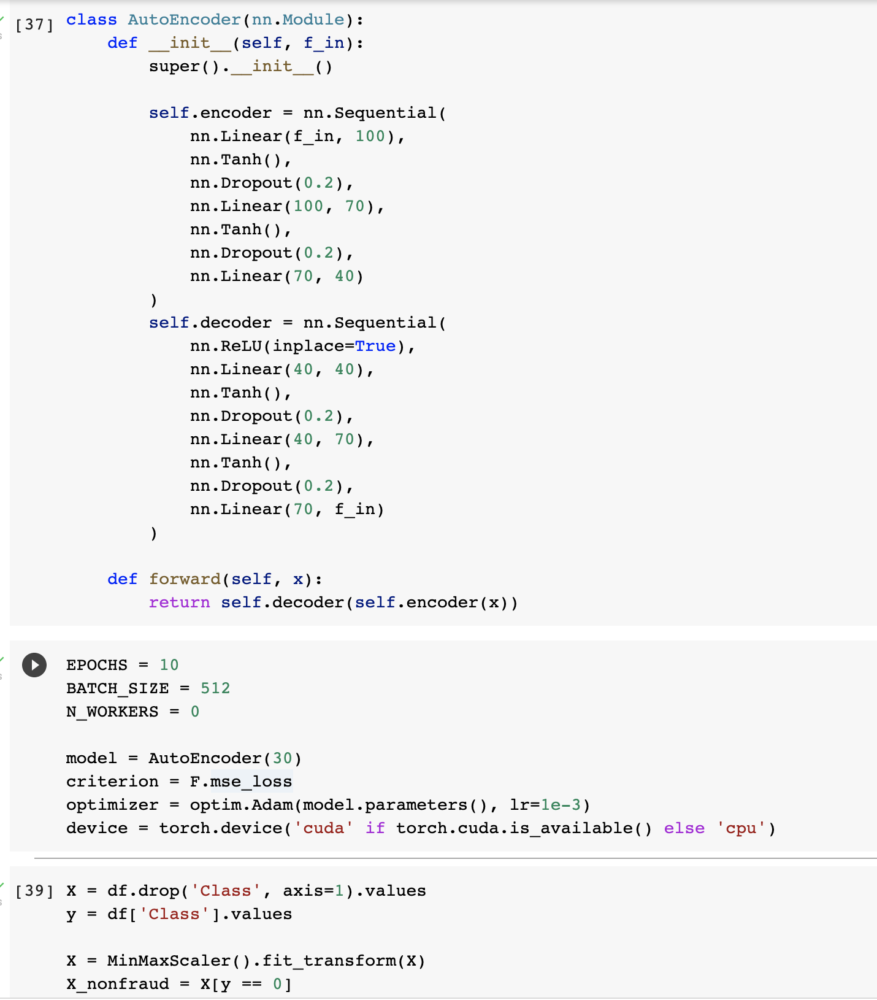 [37] class AutoEncoder(nn.Module):
    def __init__(self, f_in):
        super().__init__()

        self.encoder = nn.Sequential(
            nn.Linear(f_in, 100),
            nn.Tanh(),
            nn.Dropout(0.2),
            nn.Linear(100, 70),
            nn.Tanh(),
            nn.Dropout(0.2),
            nn.Linear(70, 40)
        )
        self.decoder = nn.Sequential(
            nn.ReLU(inplace=True),
            nn.Linear(40, 40),
            nn.Tanh(),
            nn.Dropout(0.2),
            nn.Linear(40, 70),
            nn.Tanh(),
            nn.Dropout(0.2),
            nn.Linear(70, f_in)
        )

    def forward(self, x):
        return self.decoder(self.encoder(x))

EPOCHS = 10
BATCH_SIZE = 512
N_WORKERS = 0

model = AutoEncoder(30)
criterion = F.mse_loss
optimizer = optim.Adam(model.parameters(), lr=1e-3)
device = torch.device('cuda' if torch.cuda.is_available() else 'cpu')

[39] X = df.drop('Class', axis=1).values
y = df['Class'].values

X = MinMaxScaler().fit_transform(X)
X_nonfraud = X[y == 0]